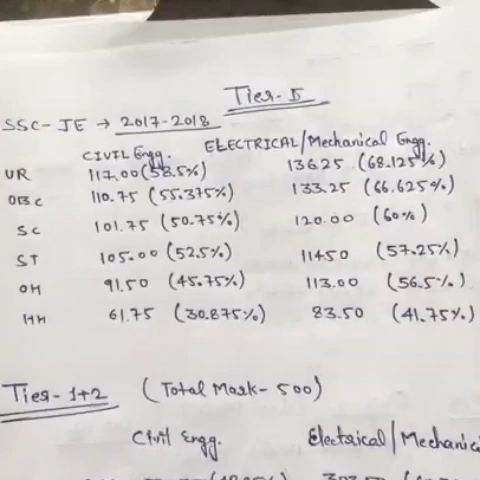 Tier- I
SSC- JE → 2017-2018
CIVIL Engg. ELECTRICAL/Mechanical Engg.
UR 117.00 (58.5%) 136.25 (68.125%)
OBC 110.75 (55.375%) 133.25 (66.625%)
SC 101.75 (50.75%) 120.00 (60%)
ST 105.00 (52.5%) 114.50 (57.25%)
OH 91.50 (45.75%) 113.00 (56.5%)
HH 61.75 (30.875%) 83.50 (41.75%)
Tier- 1+2 (Total Mark- 500)
Civil Engg. Electrical/Mechanic